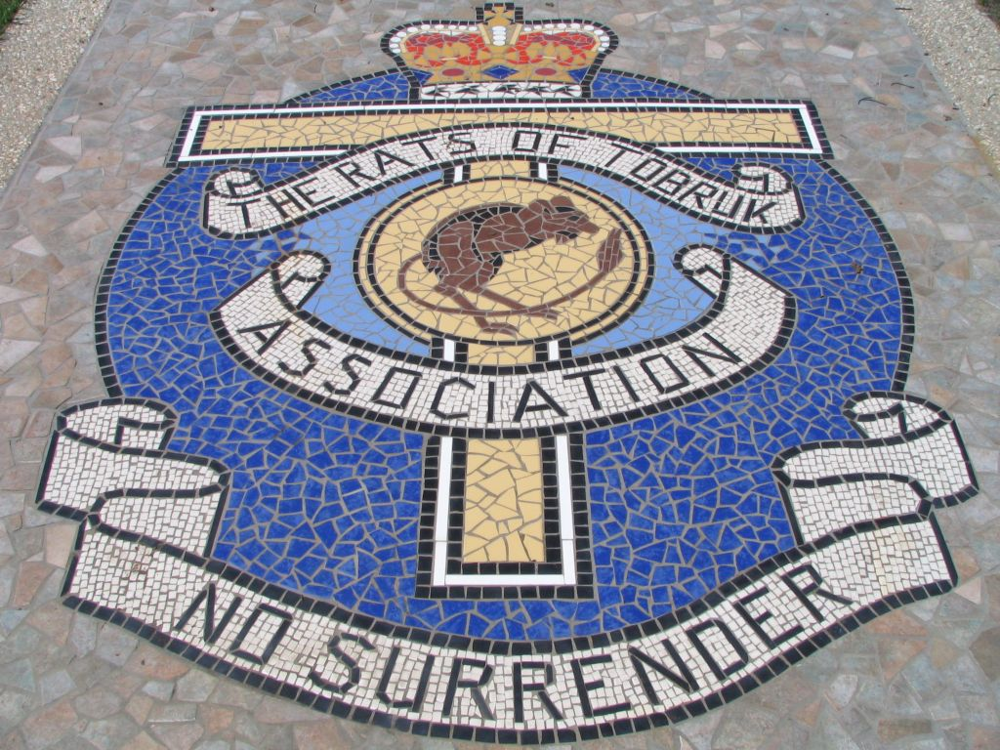 THE RATS OF TOBRUK
ASSOCIATION
NO SURRENDER